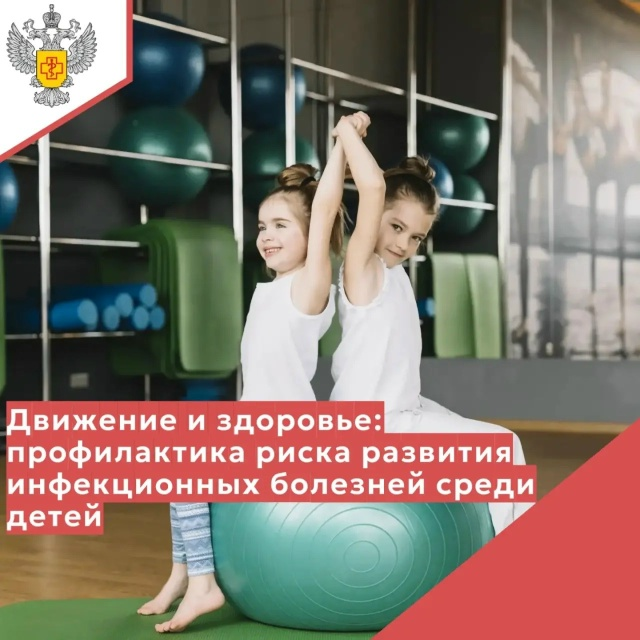 Движение и здоровье:
профилактика риска развития
инфекционных болезней среди
детей